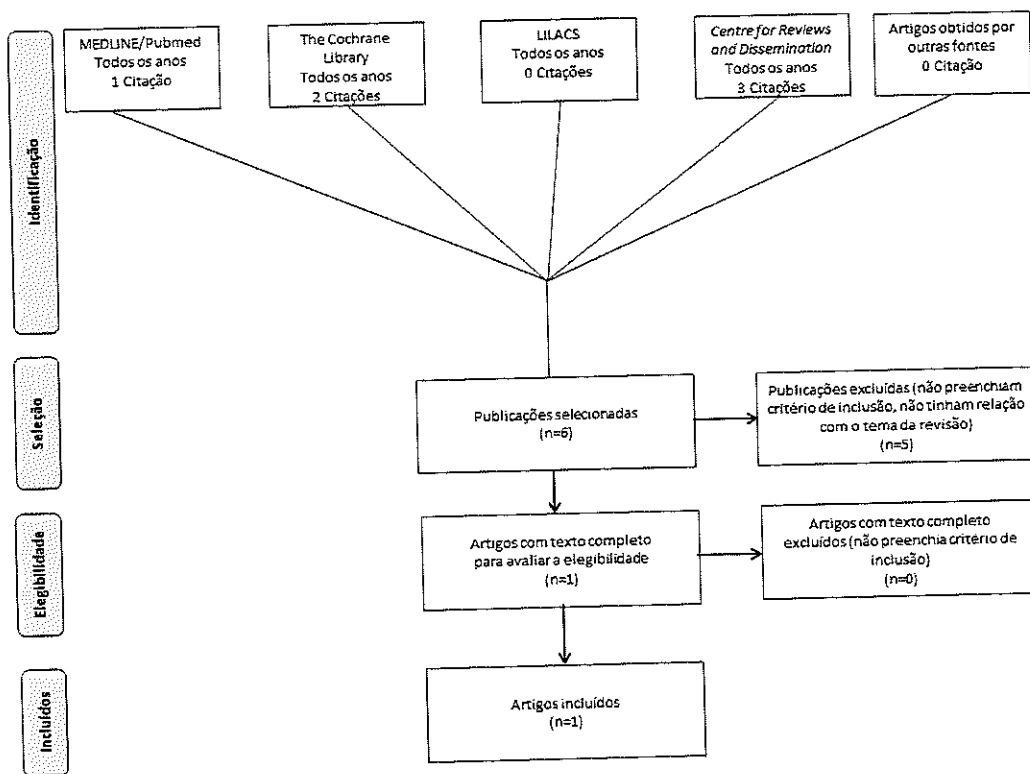 Identificação
MEDLINE/Pubmed
Todos os anos
1 Citação
The Cochrane
Library
Todos os anos
2 Citações
LILACS
Todos os anos
0 Citações
Centre for Reviews
and Dissemination
Todos os anos
3 Citações
Artigos obtidos por
outras fontes
0 Citação
Seleção
Publicações selecionadas
(n=6)
Publicações excluídas (não preenchiam
critério de inclusão, não tinham relação
com o tema da revisão)
(n=5)
Elegibilidade
Artigos com texto completo
para avaliar a elegibilidade
(n=1)
Artigos com texto completo
excluídos (não preenchia critério de
inclusão)
(n=0)
Incluídos
Artigos incluídos
(n=1)